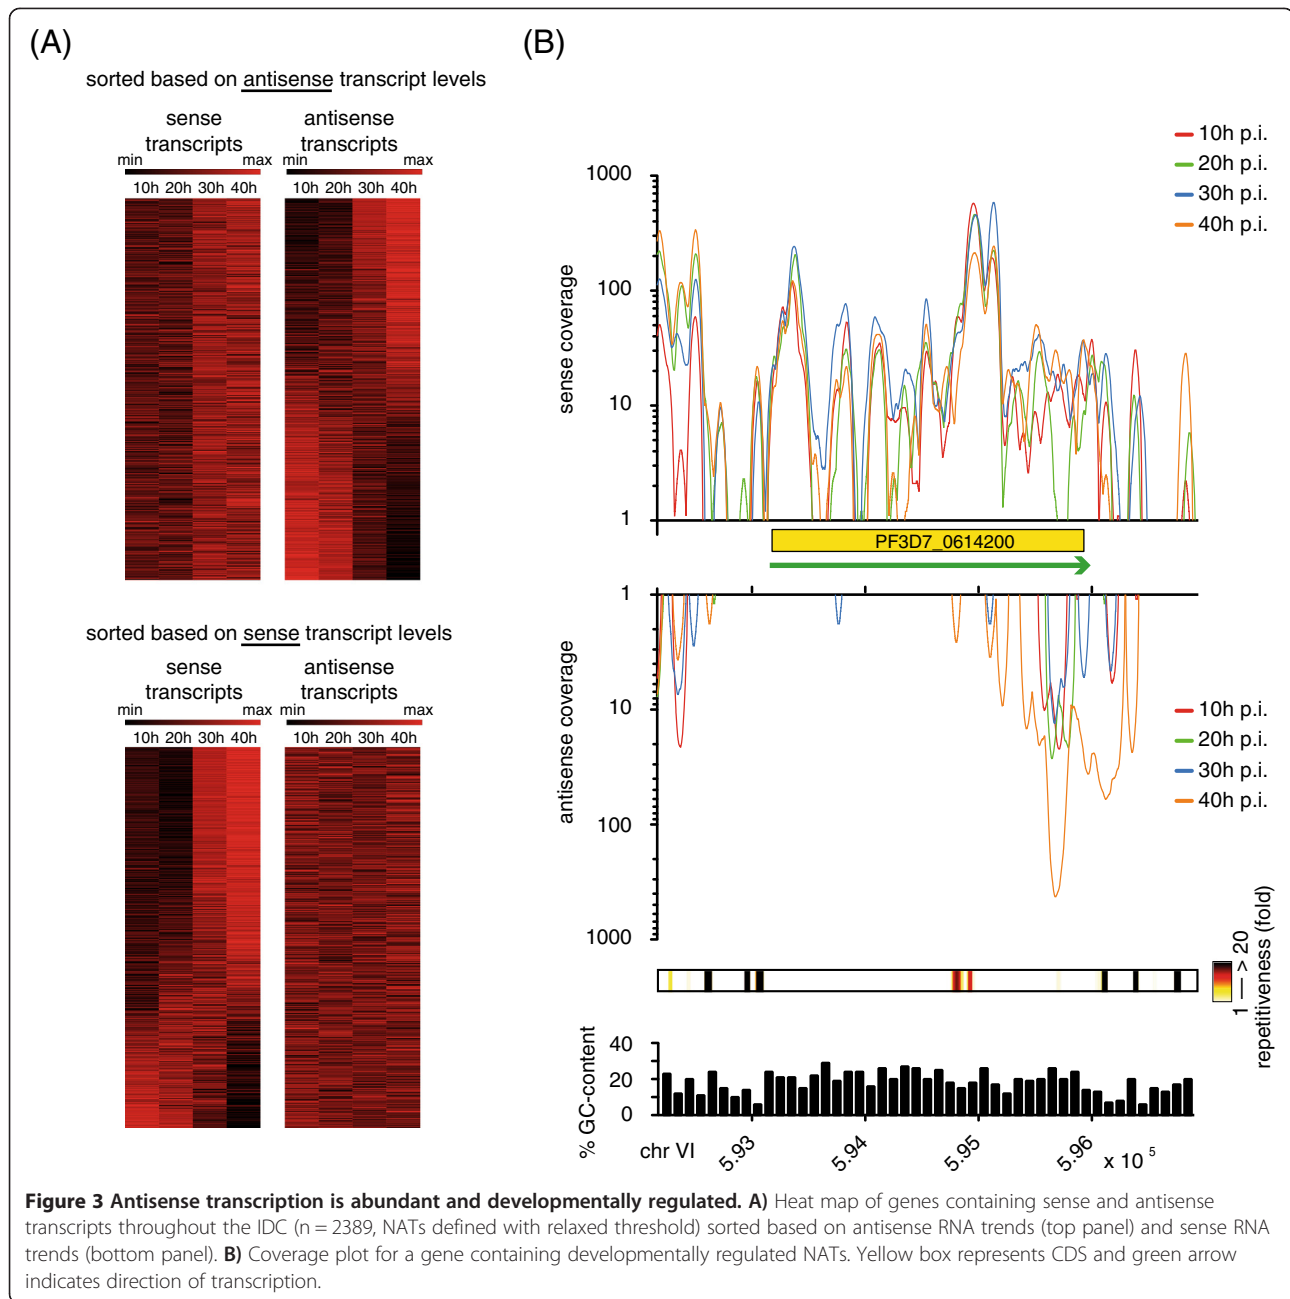 (A)
sorted based on antisense transcript levels
sense transcripts
antisense transcripts
min max
10h 20h 30h 40h
min max
10h 20h 30h 40h
sorted based on sense transcript levels
sense transcripts
antisense transcripts
min max
10h 20h 30h 40h
min max
10h 20h 30h 40h
(B)
10h p.i.
20h p.i.
30h p.i.
40h p.i.
sense coverage
1000
100
10
1
PF3D7_0614200
antisense coverage
1
10
100
1000
10h p.i.
20h p.i.
30h p.i.
40h p.i.
repetitiveness (fold)
1 — > 20
% GC-content
40
20
0
chr VI
5.93
5.94
5.95
5.96
x 10 5
Figure 3 Antisense transcription is abundant and developmentally regulated. A) Heat map of genes containing sense and antisense
transcripts throughout the IDC (n = 2389, NATs defined with relaxed threshold) sorted based on antisense RNA trends (top panel) and sense RNA
trends (bottom panel). B) Coverage plot for a gene containing developmentally regulated NATs. Yellow box represents CDS and green arrow
indicates direction of transcription.